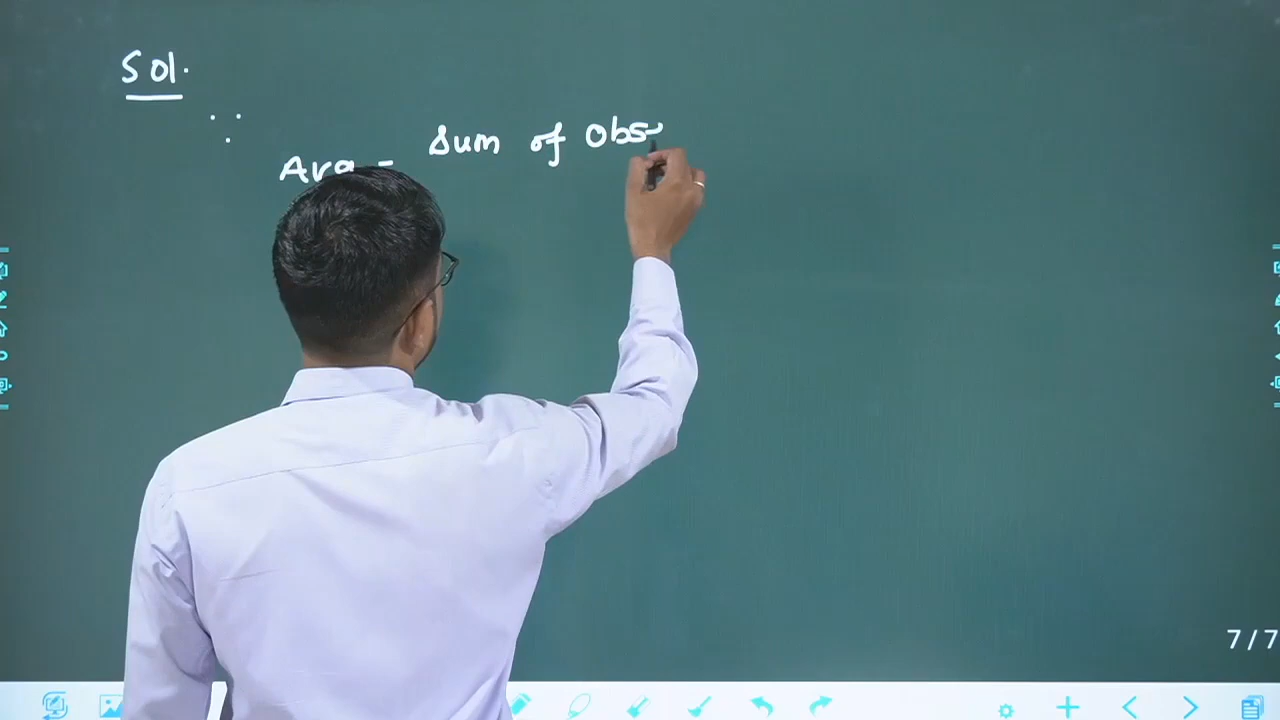 Sol.
∵
Avg = Sum of Obs
7/7